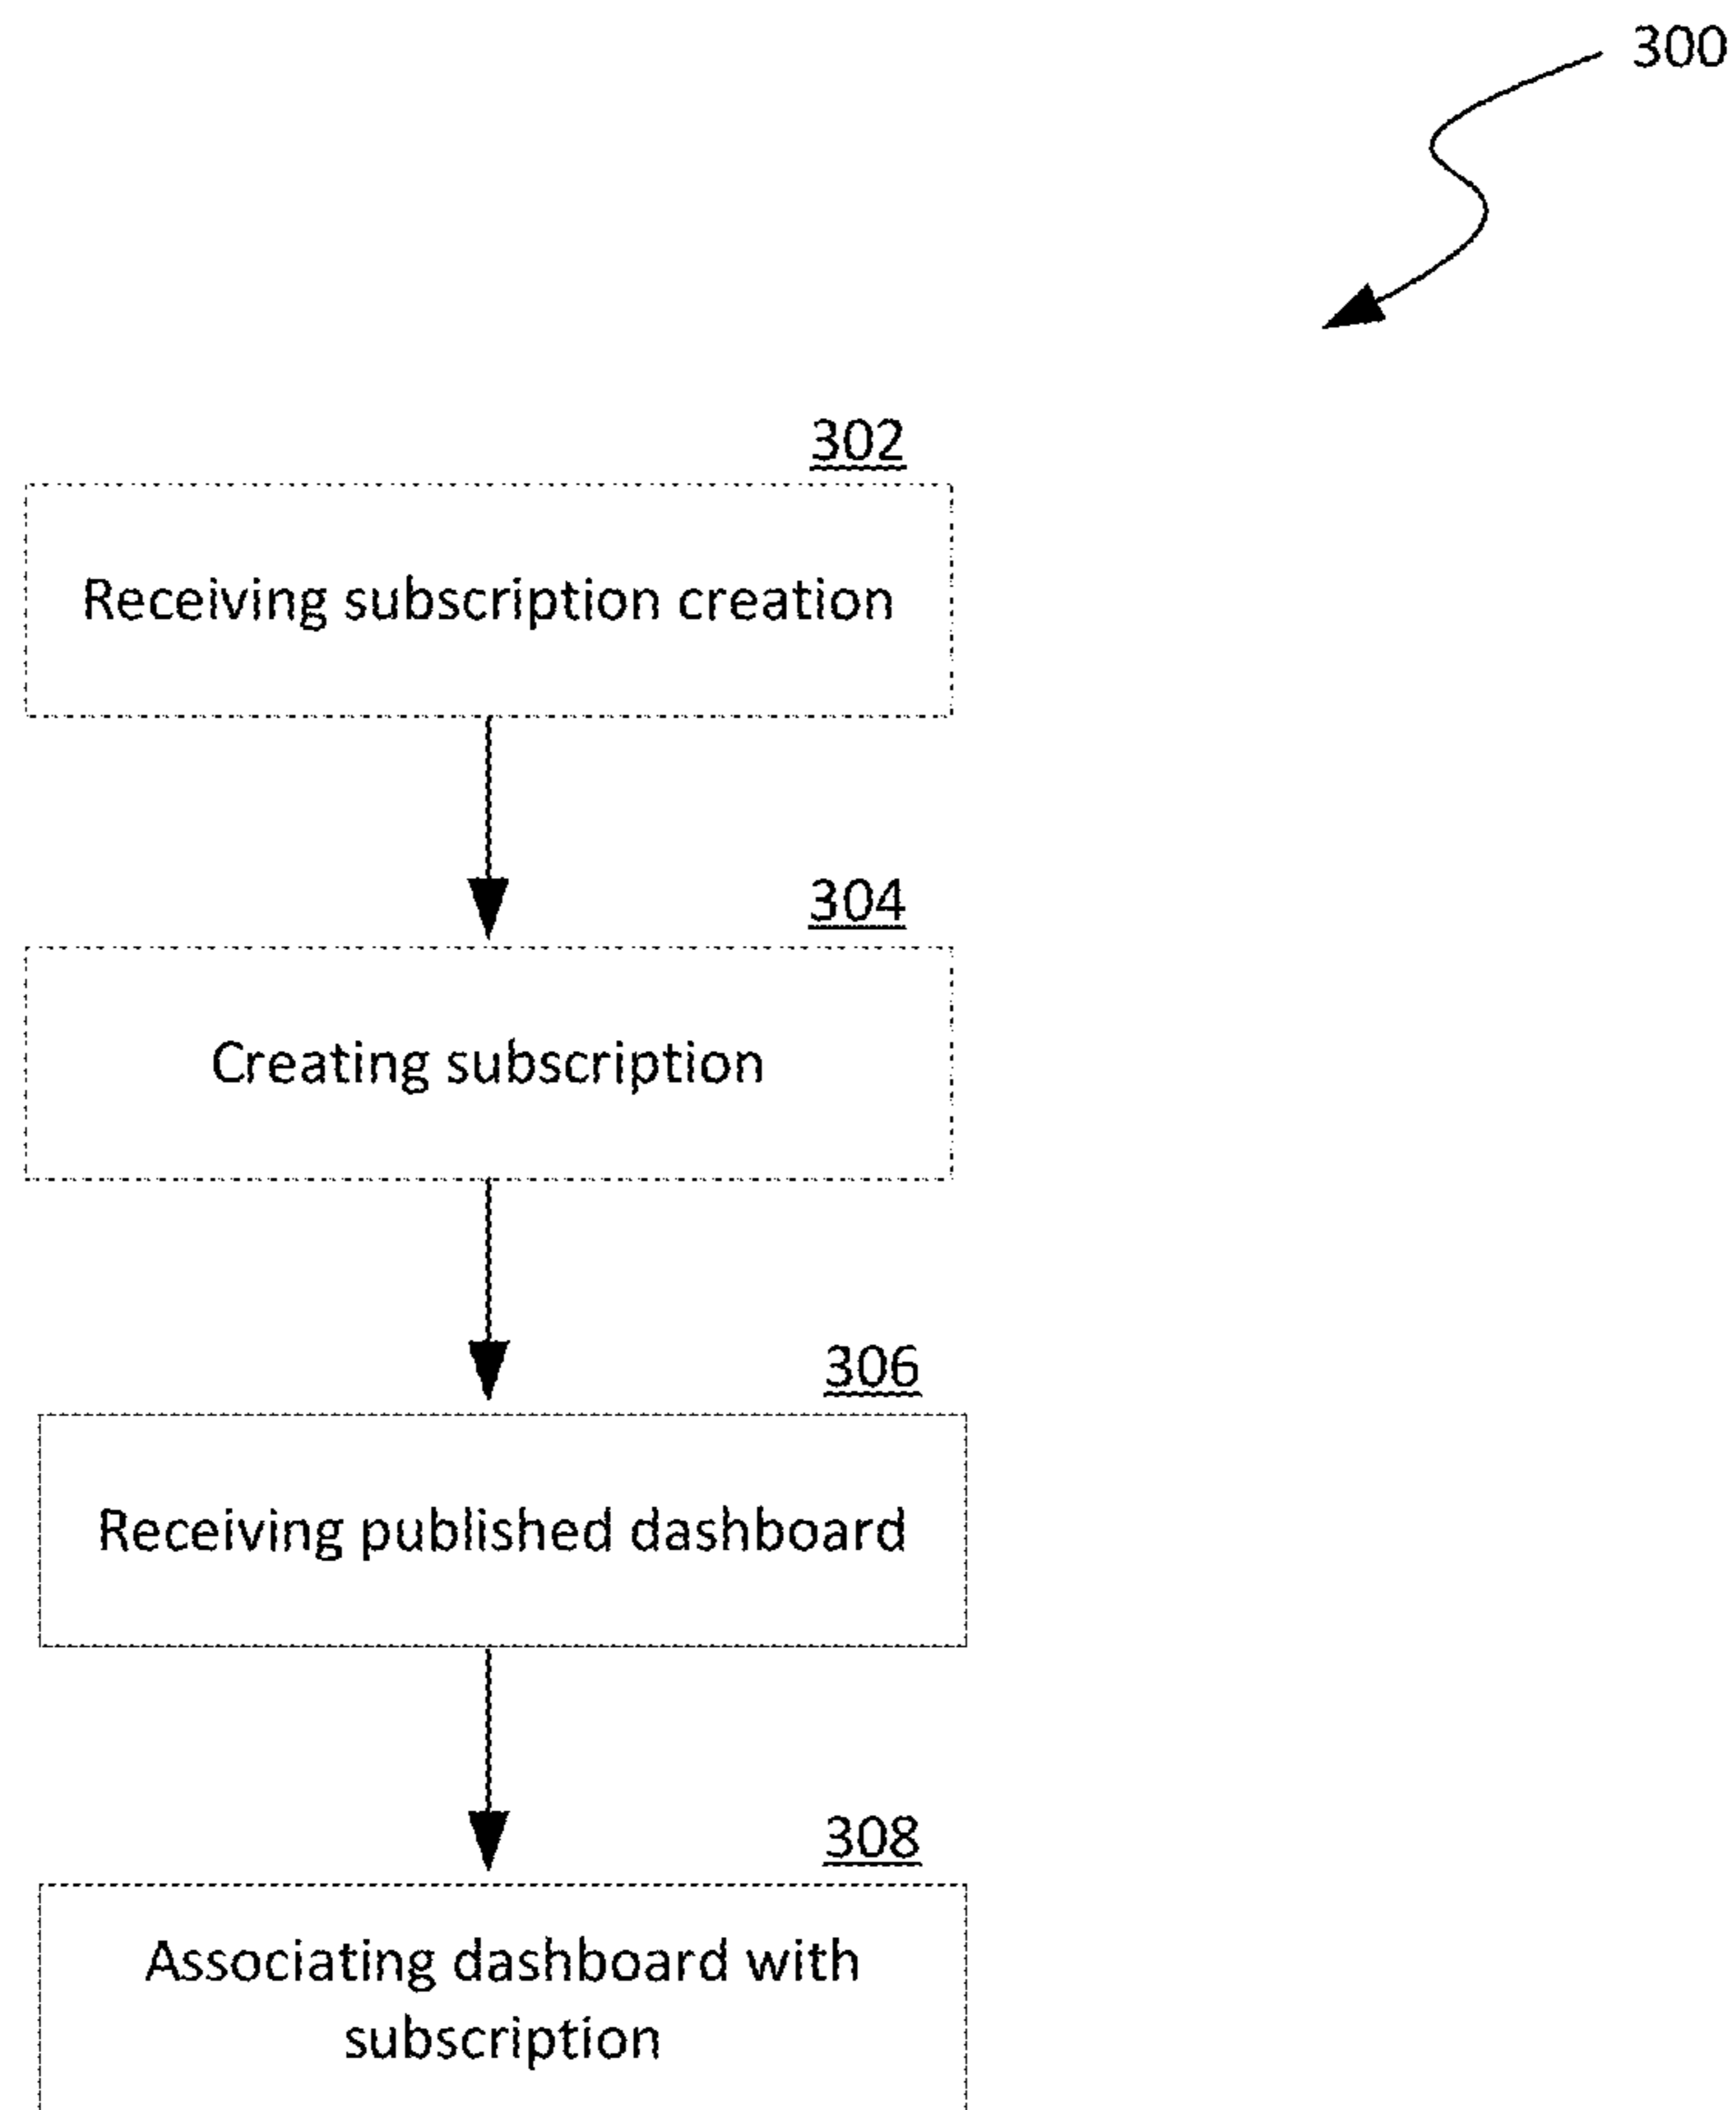 300
302
Receiving subscription creation
304
Creating subscription
306
Receiving published dashboard
308
Associating dashboard with
subscription